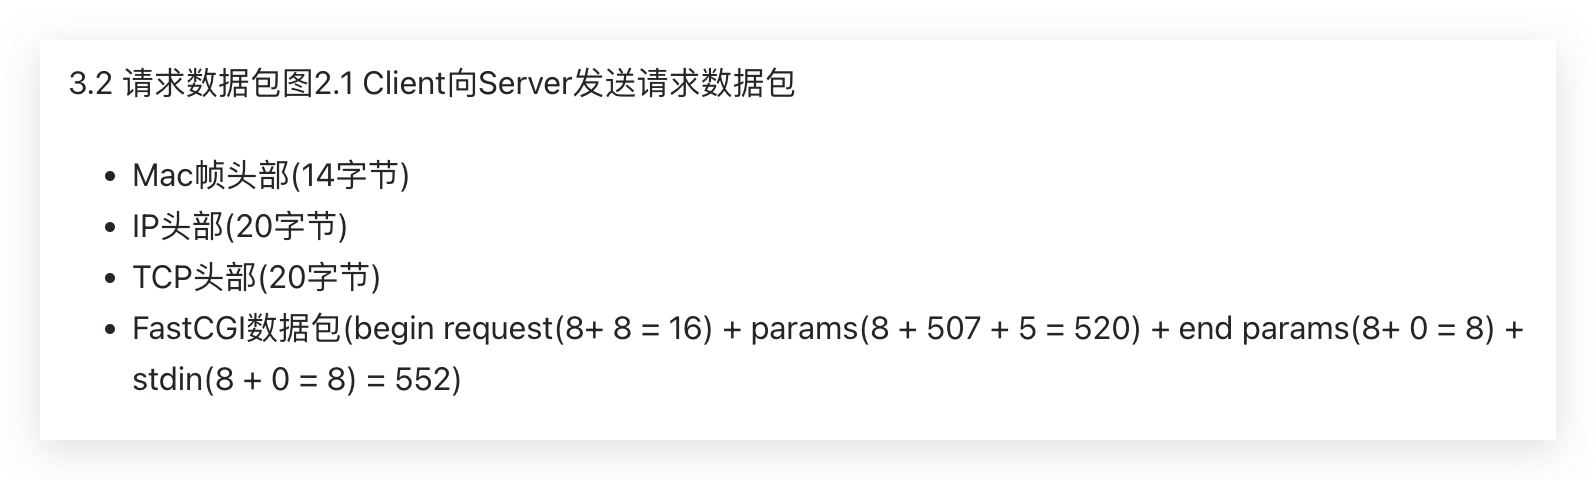 3.2 请求数据包图2.1 Client向Server发送请求数据包
• Mac帧头部(14字节)
• IP头部(20字节)
• TCP头部(20字节)
• FastCGI数据包(begin request(8+ 8 = 16) + params(8 + 507 + 5 = 520) + end params(8+ 0 = 8) +
stdin(8 + 0 = 8) = 552)